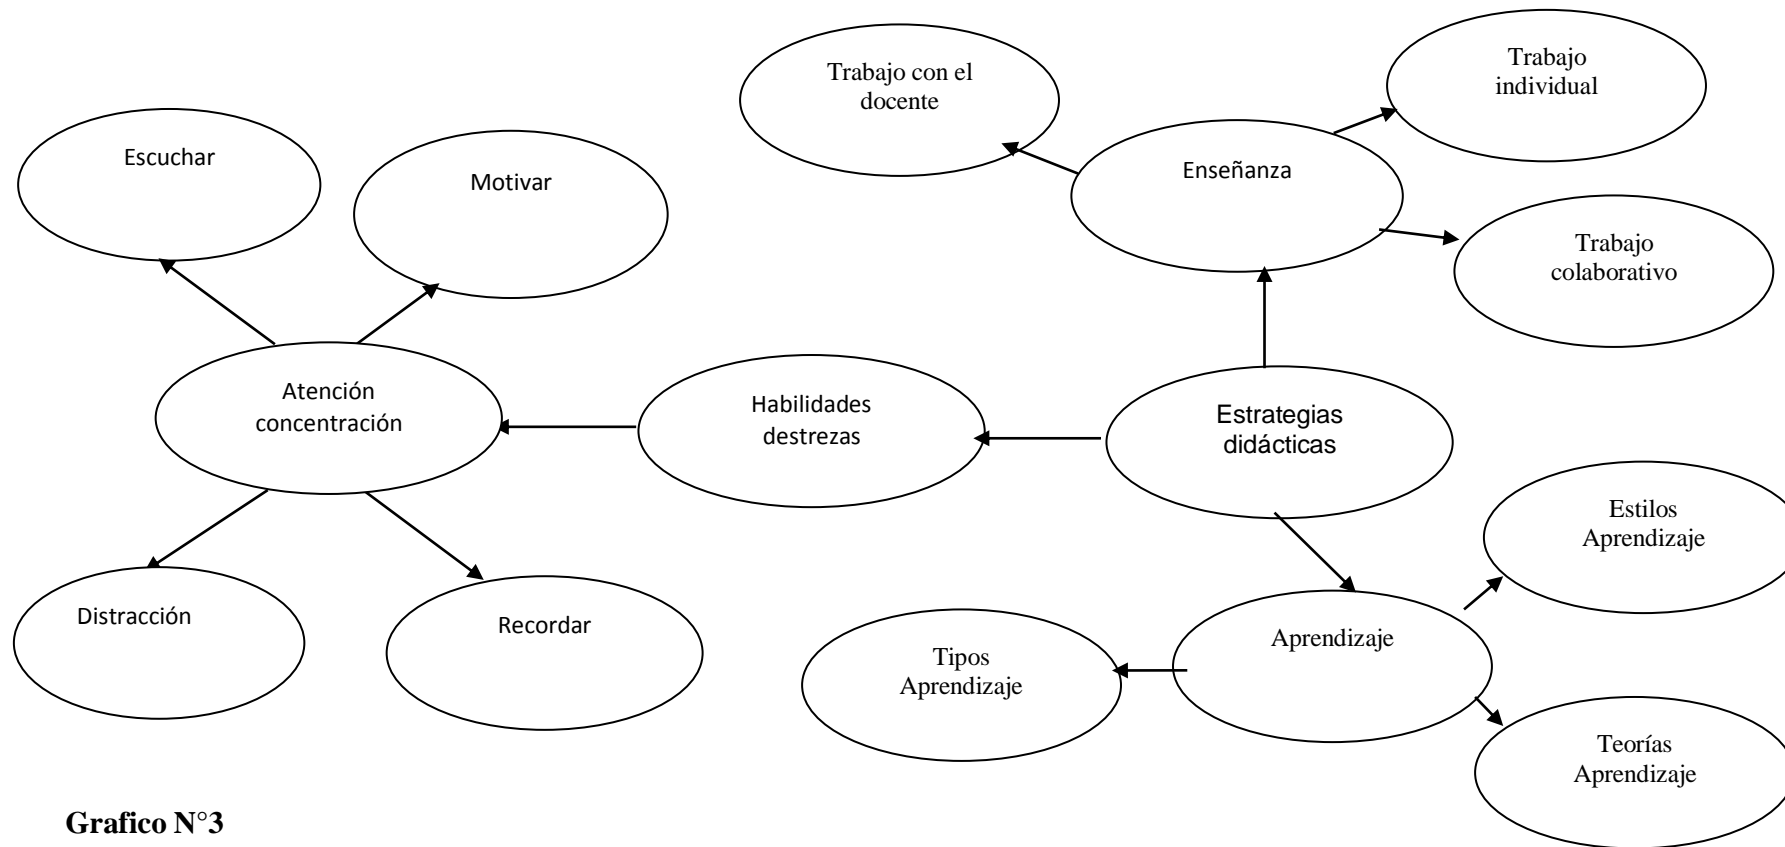 Trabajo
individual
Trabajo con el
docente
Escuchar
Motivar
Enseñanza
Trabajo
colaborativo
Atención
concentración
Habilidades
destrezas
Estrategias
didácticas
Estilos
Aprendizaje
Distracción
Recordar
Tipos
Aprendizaje
Aprendizaje
Teorías
Aprendizaje
Grafico N°3